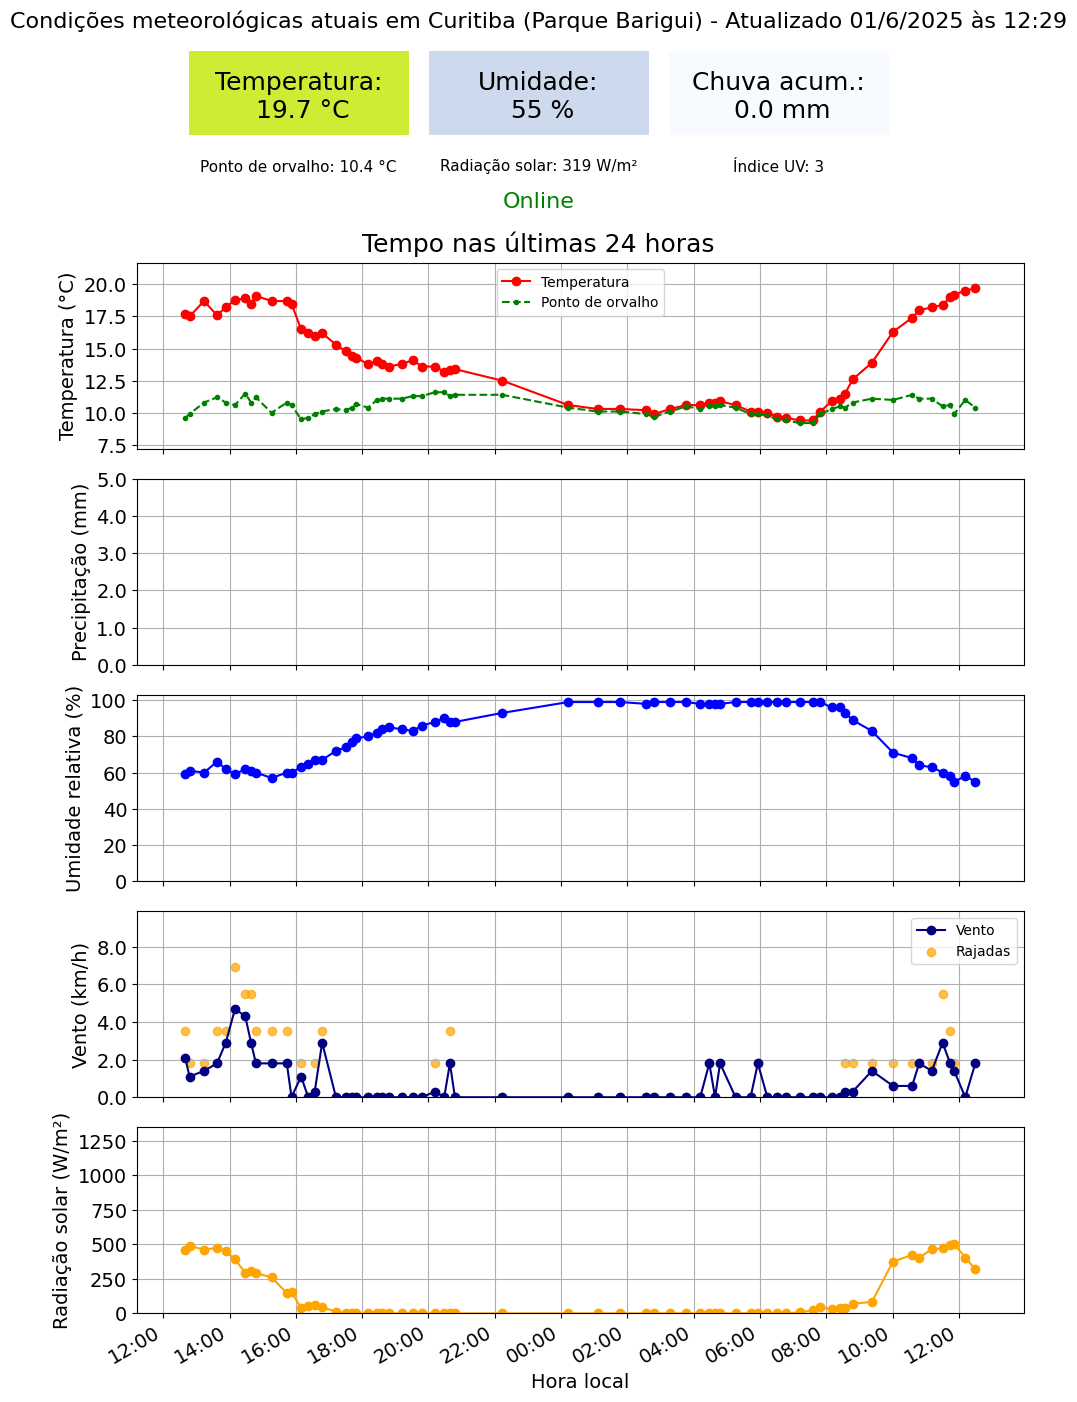 Condições meteorológicas atuais em Curitiba (Parque Barigui) - Atualizado 01/6/2025 às 12:29
Temperatura:
19.7 °C
Umidade:
55 %
Chuva acum.:
0.0 mm
Ponto de orvalho: 10.4 °C
Radiação solar: 319 W/m²
Índice UV: 3
Online
Tempo nas últimas 24 horas
Temperatura (°C)
20.0
17.5
15.0
12.5
10.0
7.5
Temperatura
Ponto de orvalho
Precipitação (mm)
5.0
4.0
3.0
2.0
1.0
0.0
Umidade relativa (%)
100
80
60
40
20
0
Vento (km/h)
8.0
6.0
4.0
2.0
0.0
Vento
Rajadas
Radiação solar (W/m²)
1250
1000
750
500
250
0
12:00
14:00
16:00
18:00
20:00
22:00
00:00
02:00
04:00
06:00
08:00
10:00
12:00
Hora local